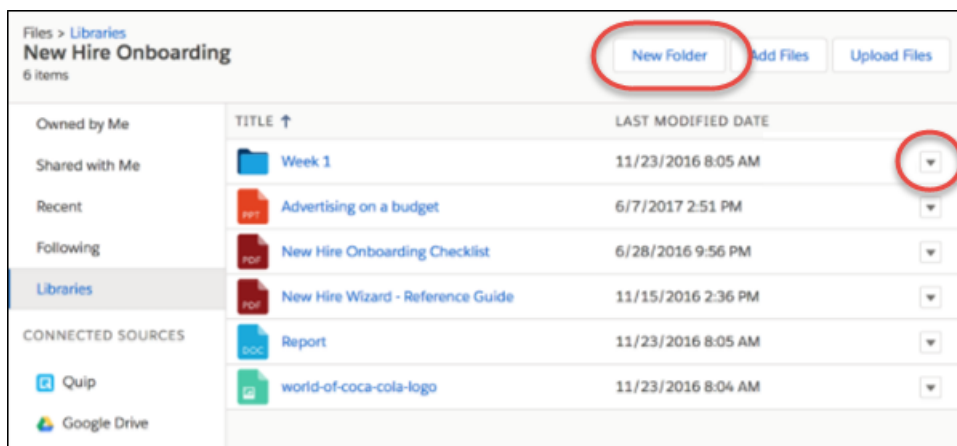 Files > Libraries
New Hire Onboarding
6 items
New Folder
Add Files
Upload Files
Owned by Me
Shared with Me
Recent
Following
Libraries
CONNECTED SOURCES
Quip
Google Drive
TITLE ↑ LAST MODIFIED DATE
Week 1 11/23/2016 8:05 AM
PPT Advertising on a budget 6/7/2017 2:51 PM
PDF New Hire Onboarding Checklist 6/28/2016 9:56 PM
PDF New Hire Wizard - Reference Guide 11/15/2016 2:36 PM
DOC Report 11/23/2016 8:05 AM
world-of-coca-cola-logo 11/23/2016 8:04 AM